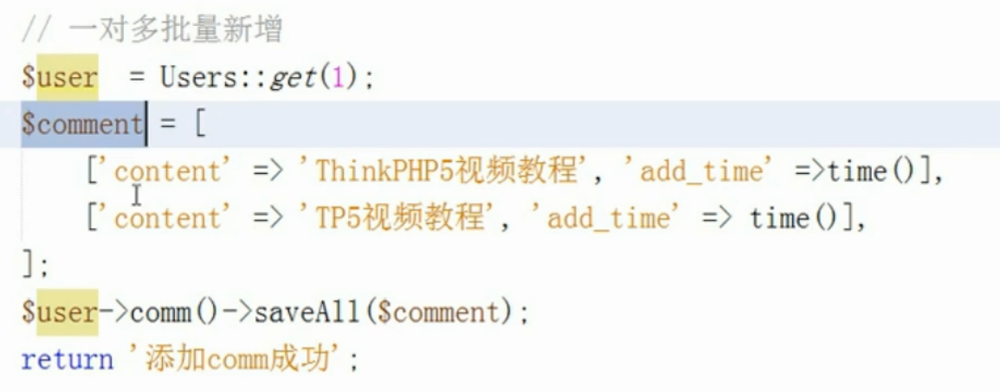 // 一对多批量新增
$user  = Users::get(1);
$comment = [
    ['content' => 'ThinkPHP5视频教程', 'add_time' =>time()],
    ['content' => 'TP5视频教程', 'add_time' => time()],
];
$user->comm()->saveAll($comment);
return '添加comm成功';